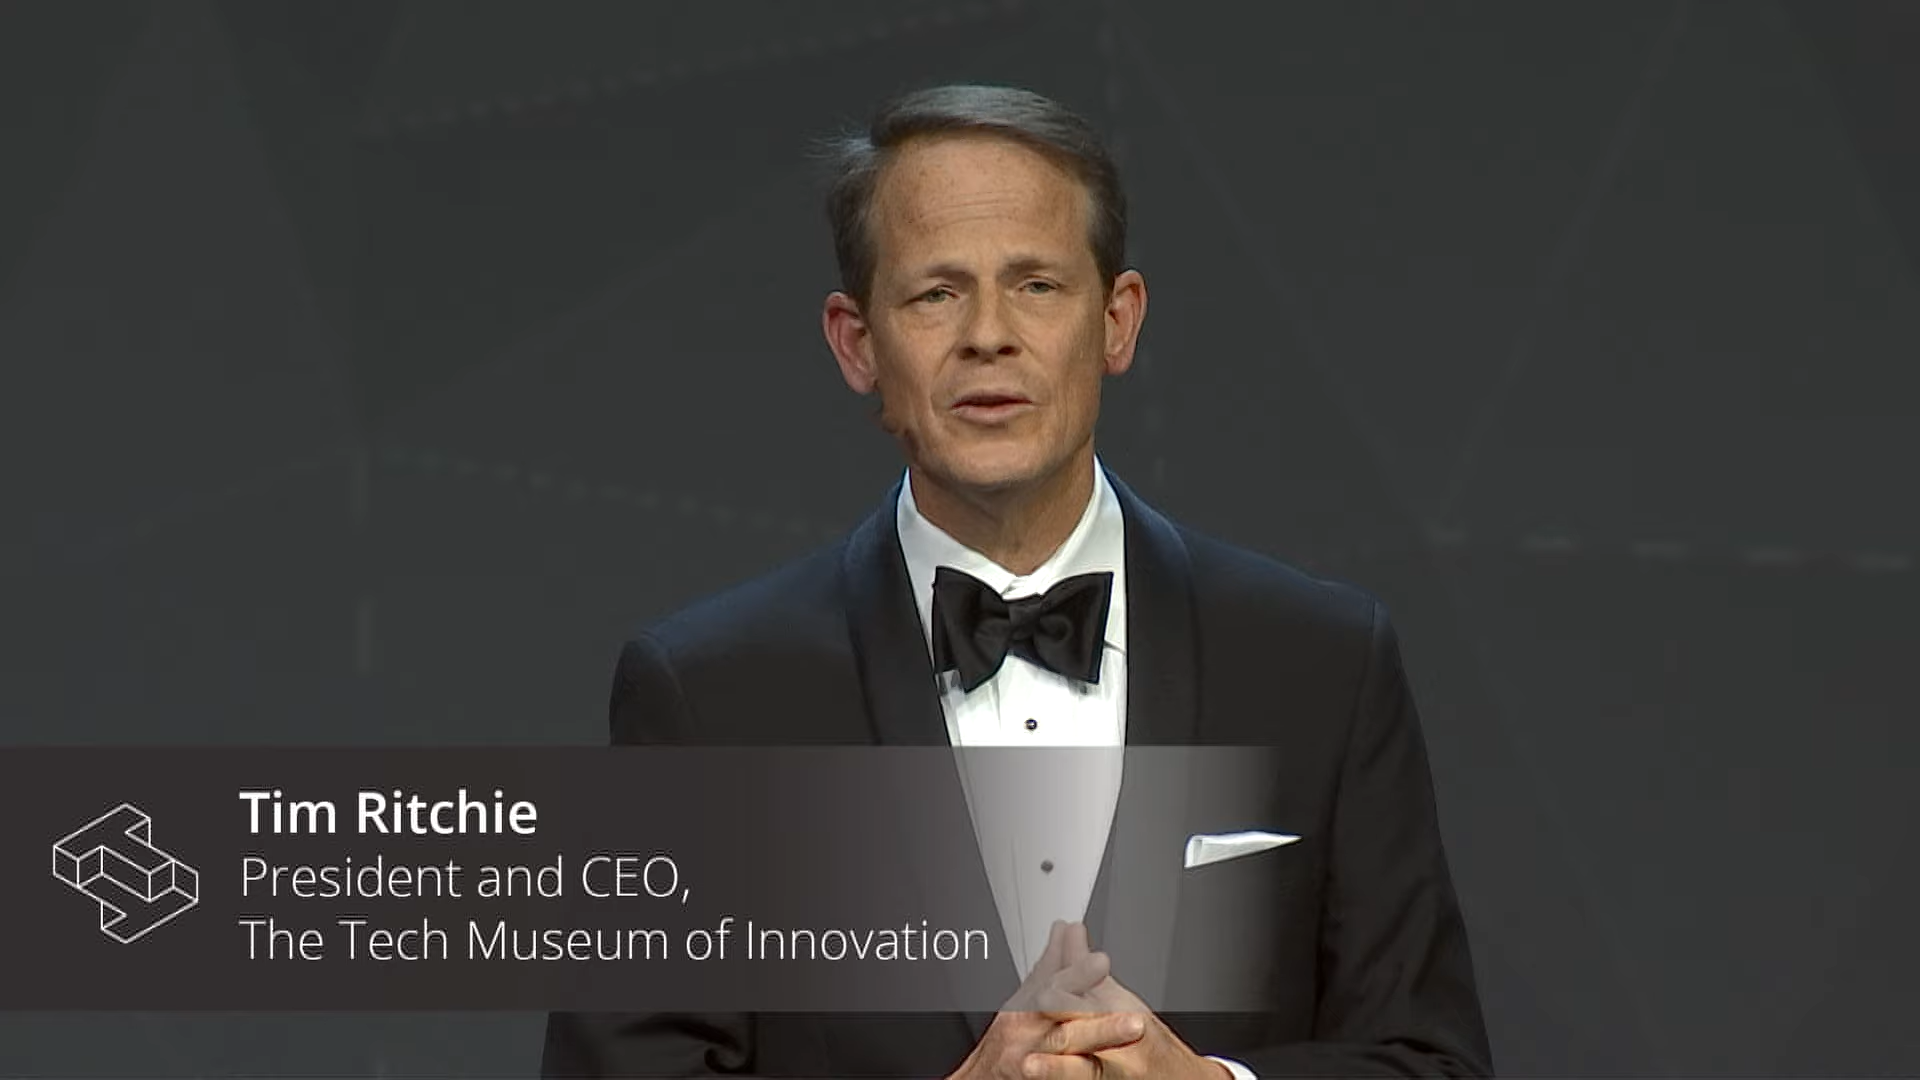 Tim Ritchie
President and CEO,
The Tech Museum of Innovation